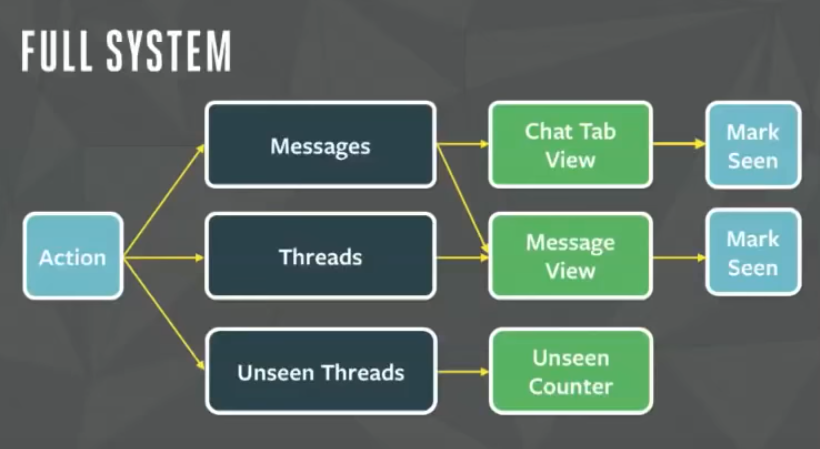 FULL SYSTEM
Messages
Chat Tab
View
Mark
Seen
Action
Threads
Message
View
Mark
Seen
Unseen Threads
Unseen
Counter